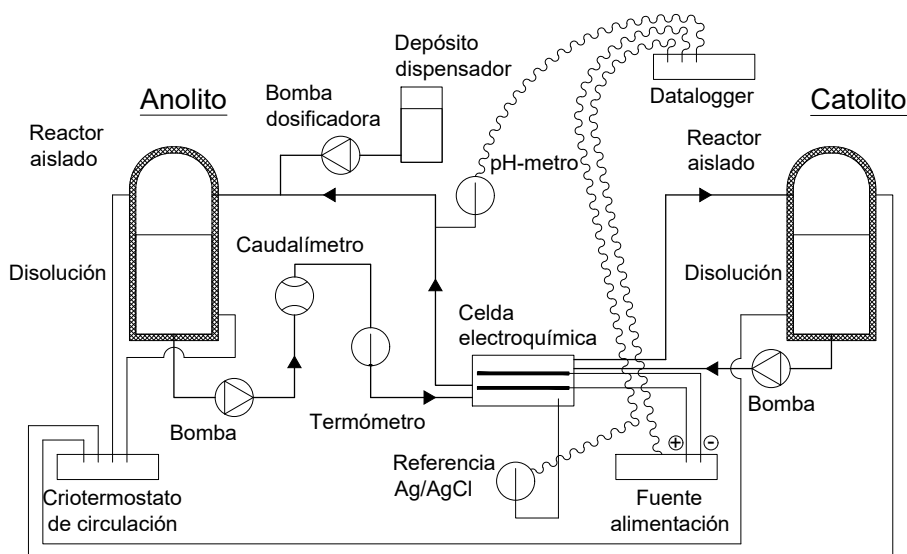 Depósito
dispensador
Anolito
Bomba
dosificadora
Datalogger
Catolito
Reactor
aislado
pH-metro
Reactor
aislado
Caudalímetro
Disolución
Disolución
Celda
electroquímica
Bomba
Termómetro
Bomba
+ -
Referencia
Ag/AgCl
Criotermostato
de circulación
Fuente
alimentación